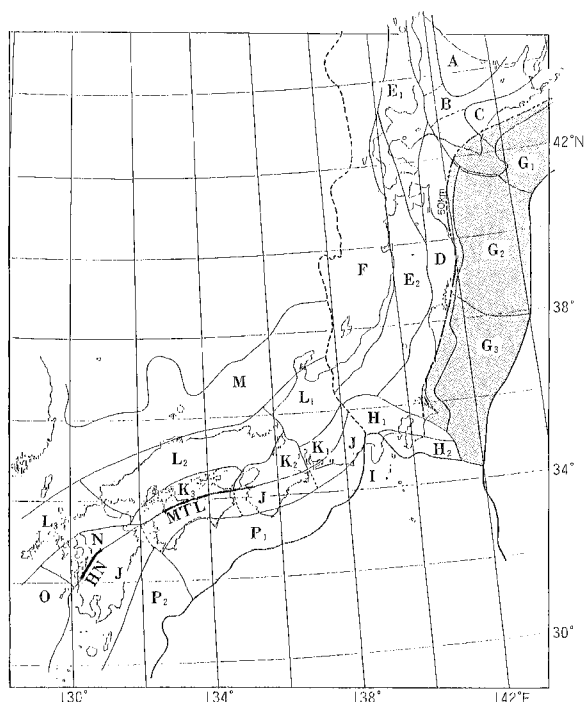 A
E₁
B
C
42°N
G₁
60km
G₂
F
D
E₂
38°
G₃
M
L₁
H₁
L₂
K₁
J
H₂
K₂
I
34°
K₃
J
MTL
L₃
P₁
N
HN
J
O
P₂
30°
130°
134°
138°
142°E